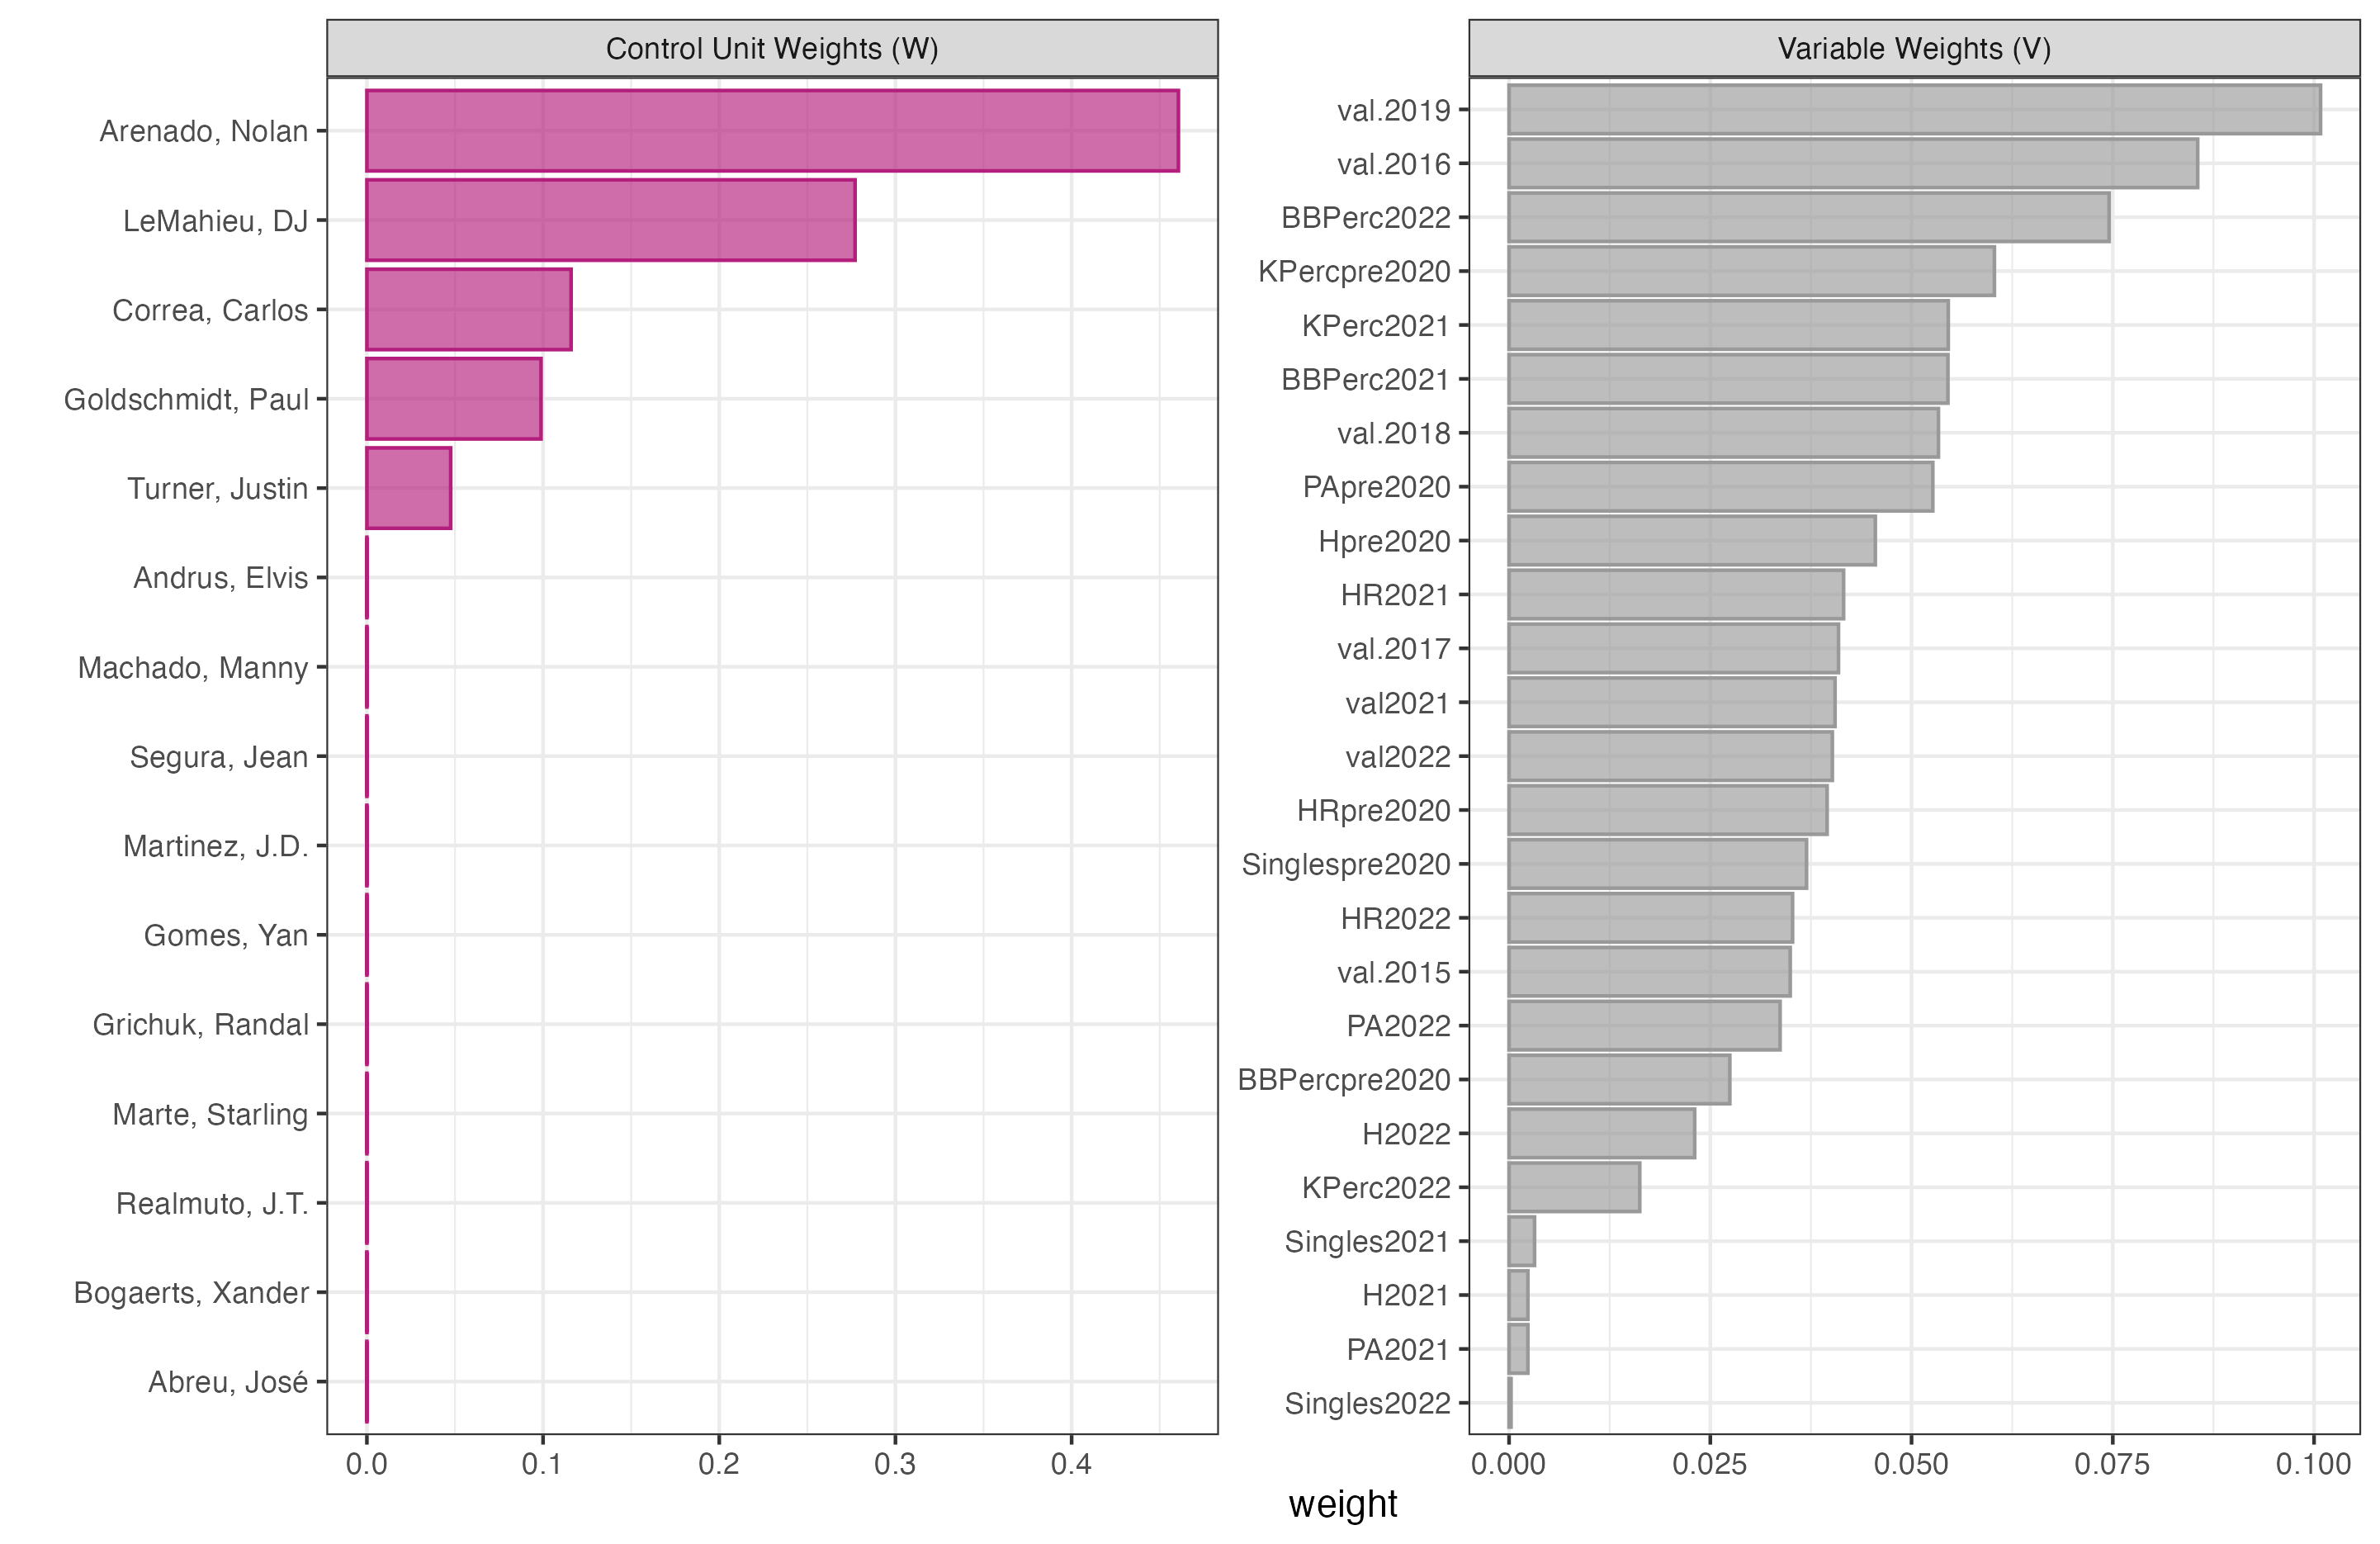 Control Unit Weights (W)
Arenado, Nolan
LeMahieu, DJ
Correa, Carlos
Goldschmidt, Paul
Turner, Justin
Andrus, Elvis
Machado, Manny
Segura, Jean
Martinez, J.D.
Gomes, Yan
Grichuk, Randal
Marte, Starling
Realmuto, J.T.
Bogaerts, Xander
Abreu, José
0.0 0.1 0.2 0.3 0.4
Variable Weights (V)
val.2019
val.2016
BBPerc2022
KPercpre2020
KPerc2021
BBPerc2021
val.2018
PApre2020
Hpre2020
HR2021
val.2017
val2021
val2022
HRpre2020
Singlespre2020
HR2022
val.2015
PA2022
BBPercpre2020
H2022
KPerc2022
Singles2021
H2021
PA2021
Singles2022
0.000 0.025 0.050 0.075 0.100
weight